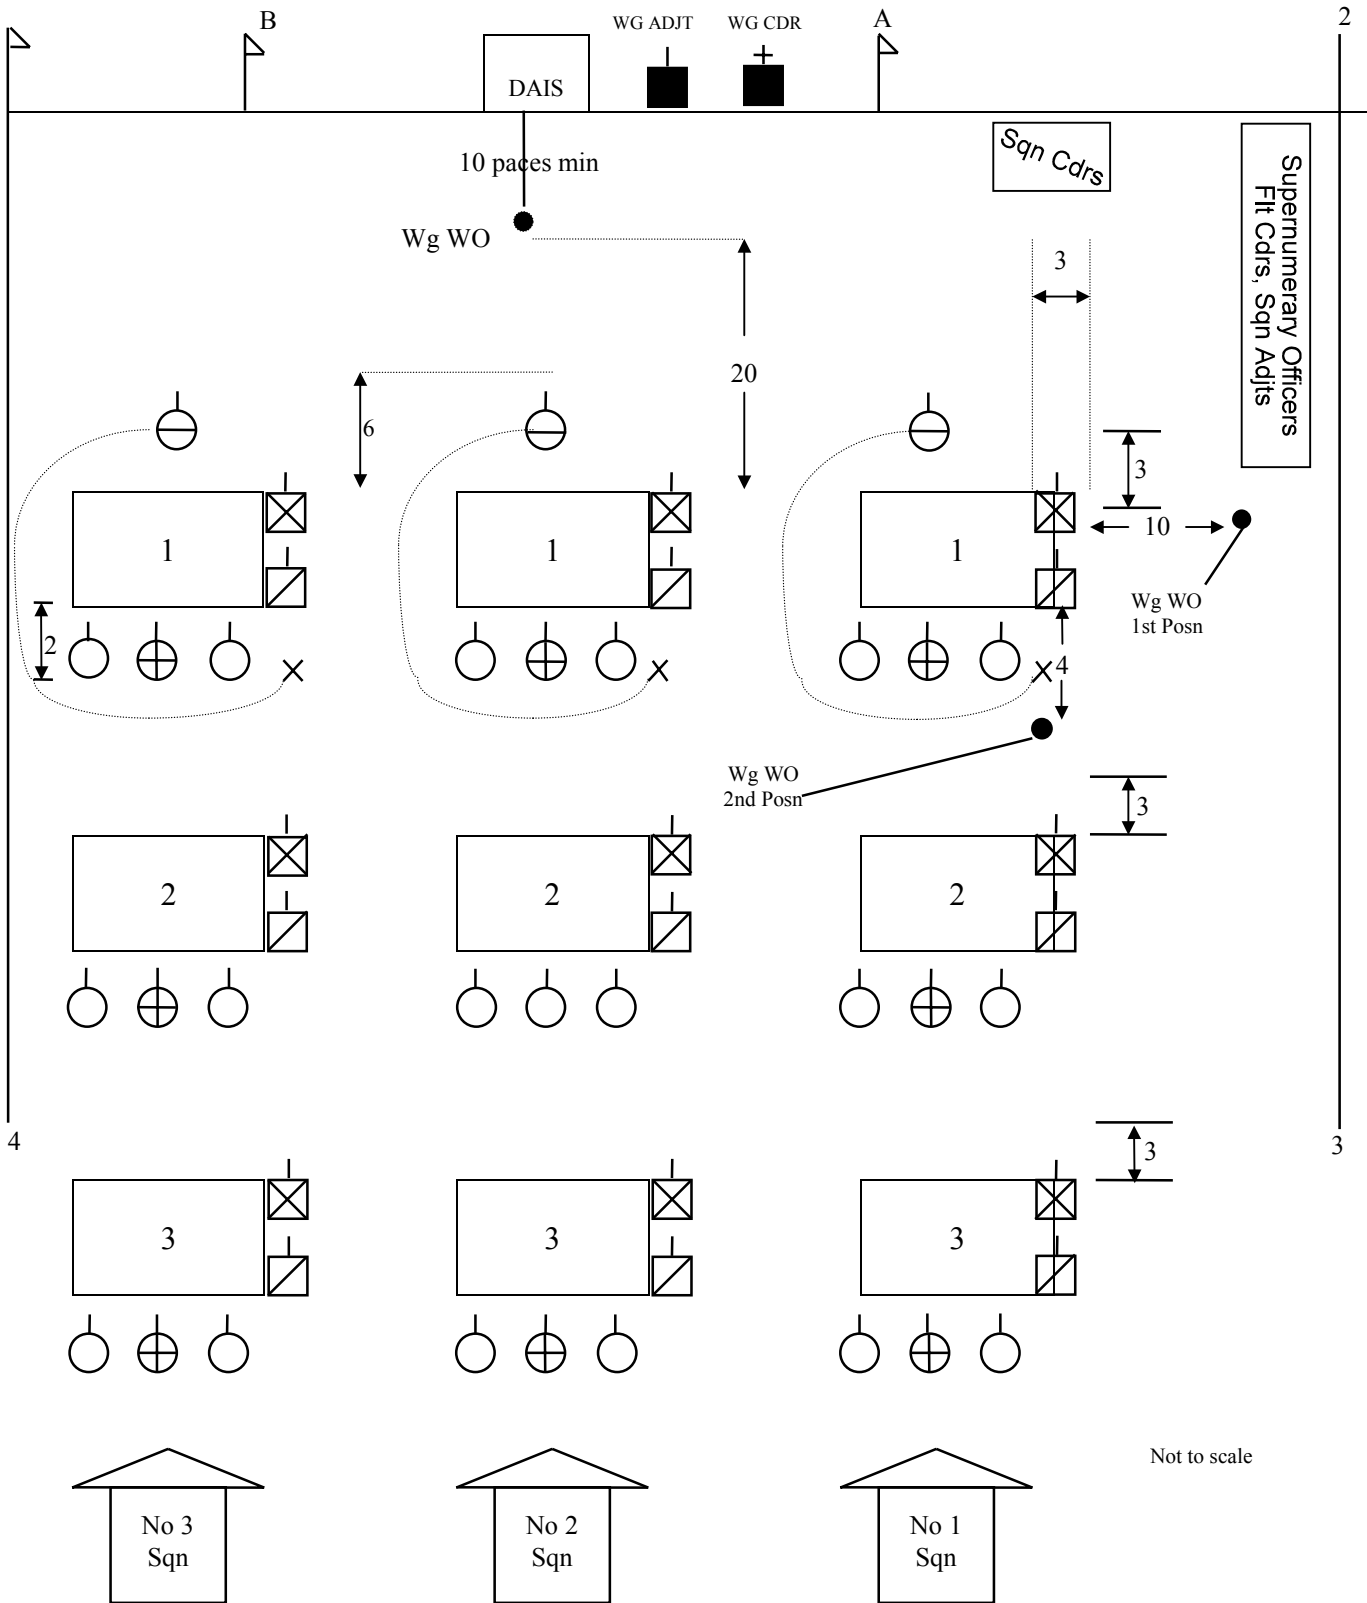 B
WG ADJT
WG CDR
A
2
DAIS
10 paces min
Sqn Cdrs
Supernumerary Officers
Flt Cdrs, Sqn Adjts
Wg WO
3
20
6
3
10
1
1
1
Wg WO
1st Posn
2
4
Wg WO
2nd Posn
3
2
2
2
4
3
3
3
3
3
Not to scale
No 3
Sqn
No 2
Sqn
No 1
Sqn